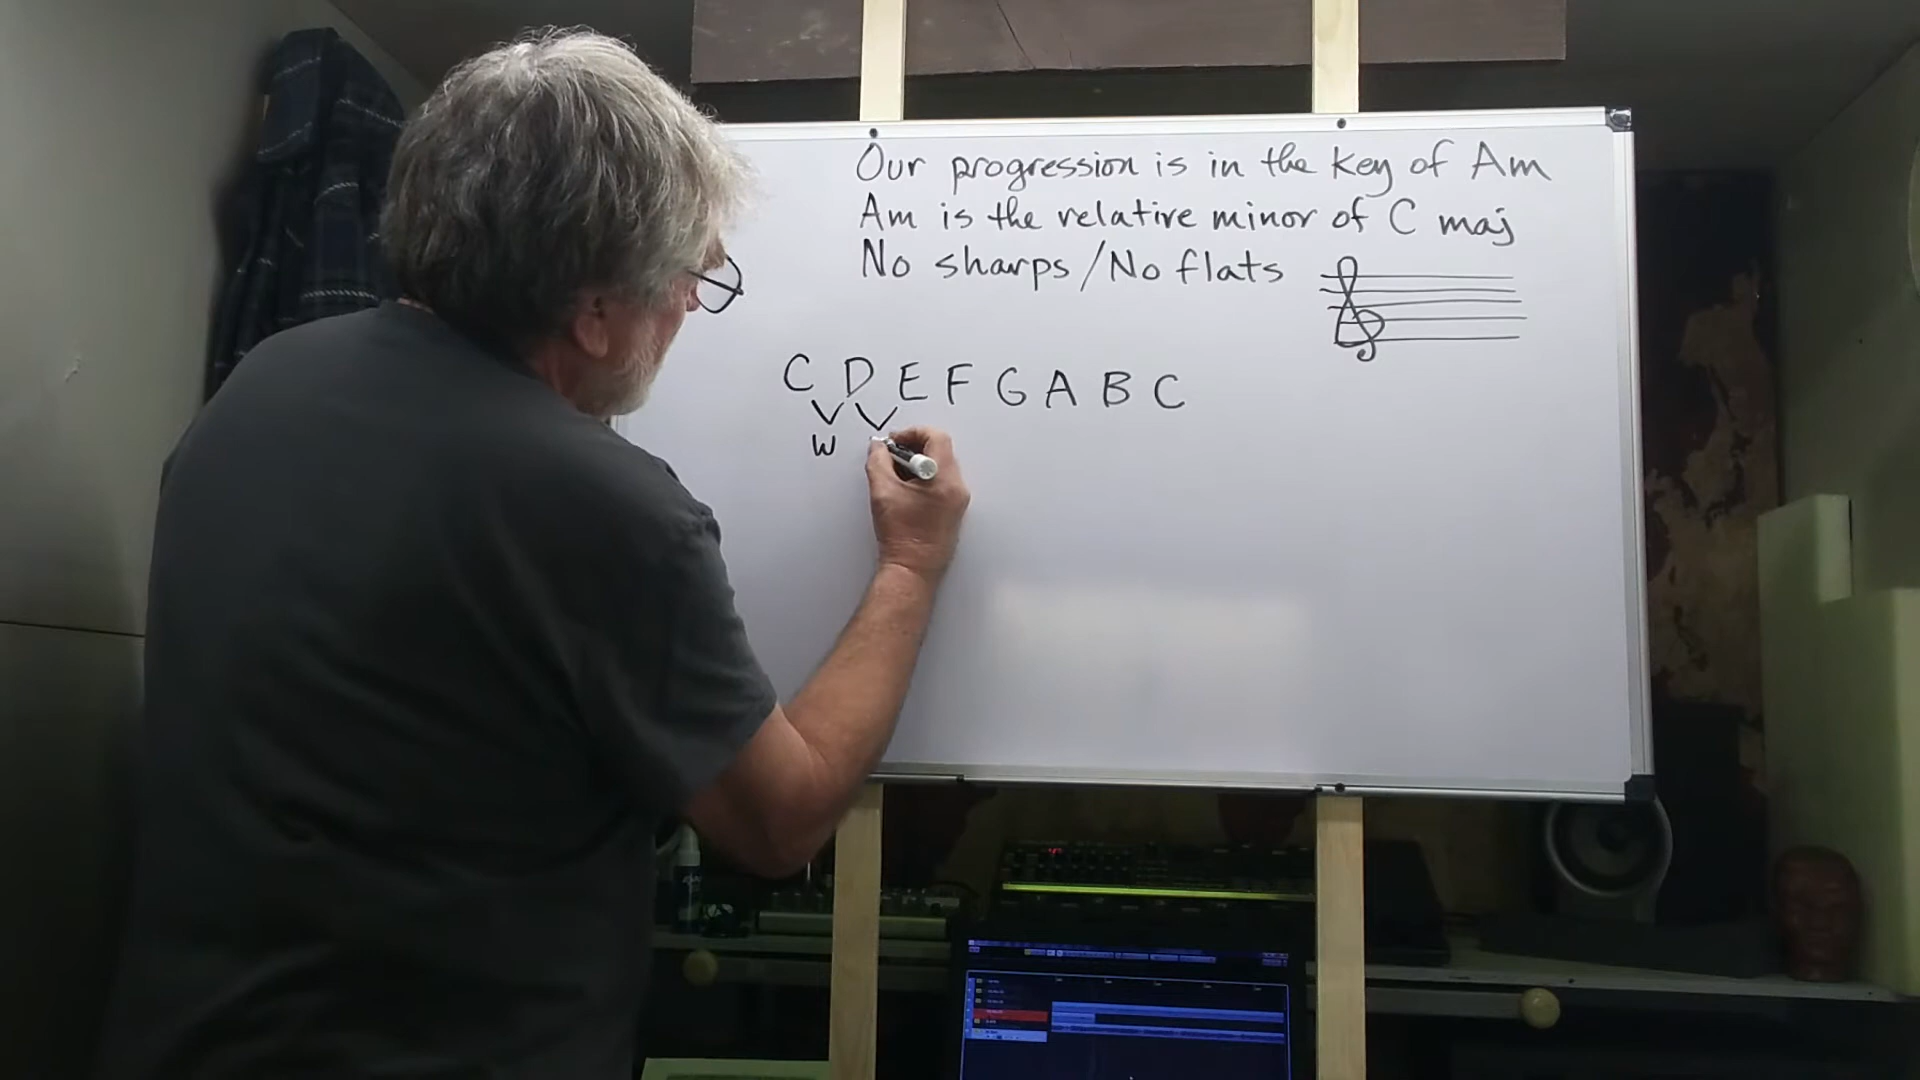 Our progression is in the key of Am
Am is the relative minor of C maj
No sharps / No flats
C D E F G A B C
W